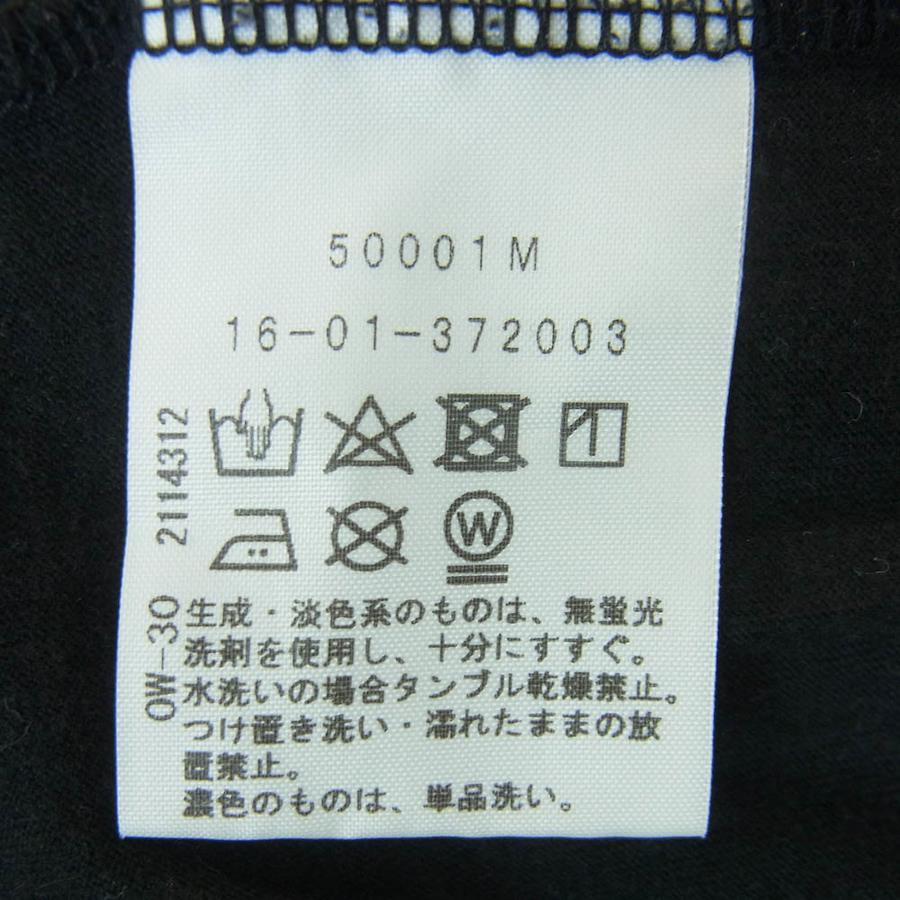 50001M
16-01-372003
2114312
W
OW-30
生成・淡色系のものは、無蛍光
洗剤を使用し、十分にすすぐ。
水洗いの場合タンブル乾燥禁止。
つけ置き洗い・濡れたままの放
置禁止。
濃色のものは、単品洗い。